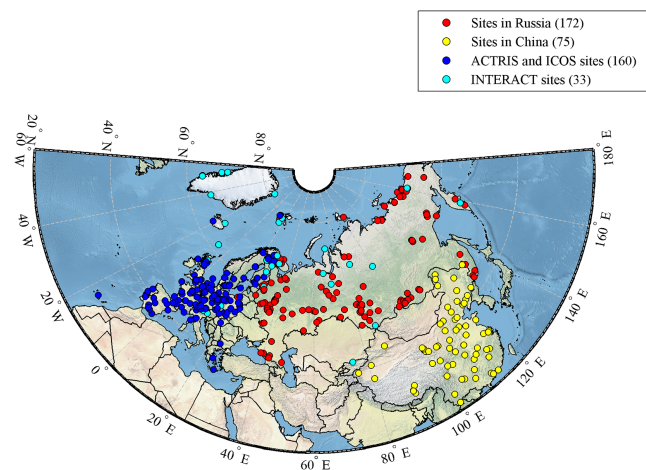 Sites in Russia (172)
Sites in China (75)
ACTRIS and ICOS sites (160)
INTERACT sites (33)
20° N
40° N
60° N
80° N
60° W
40° W
20° W
0°
20° E
40° E
60° E
80° E
100° E
120° E
140° E
160° E
180° E